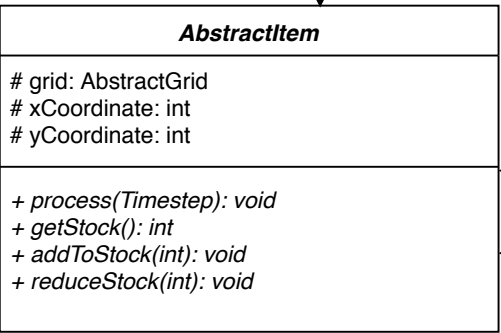 AbstractItem
# grid: AbstractGrid
# xCoordinate: int
# yCoordinate: int
+ process(Timestep): void
+ getStock(): int
+ addToStock(int): void
+ reduceStock(int): void